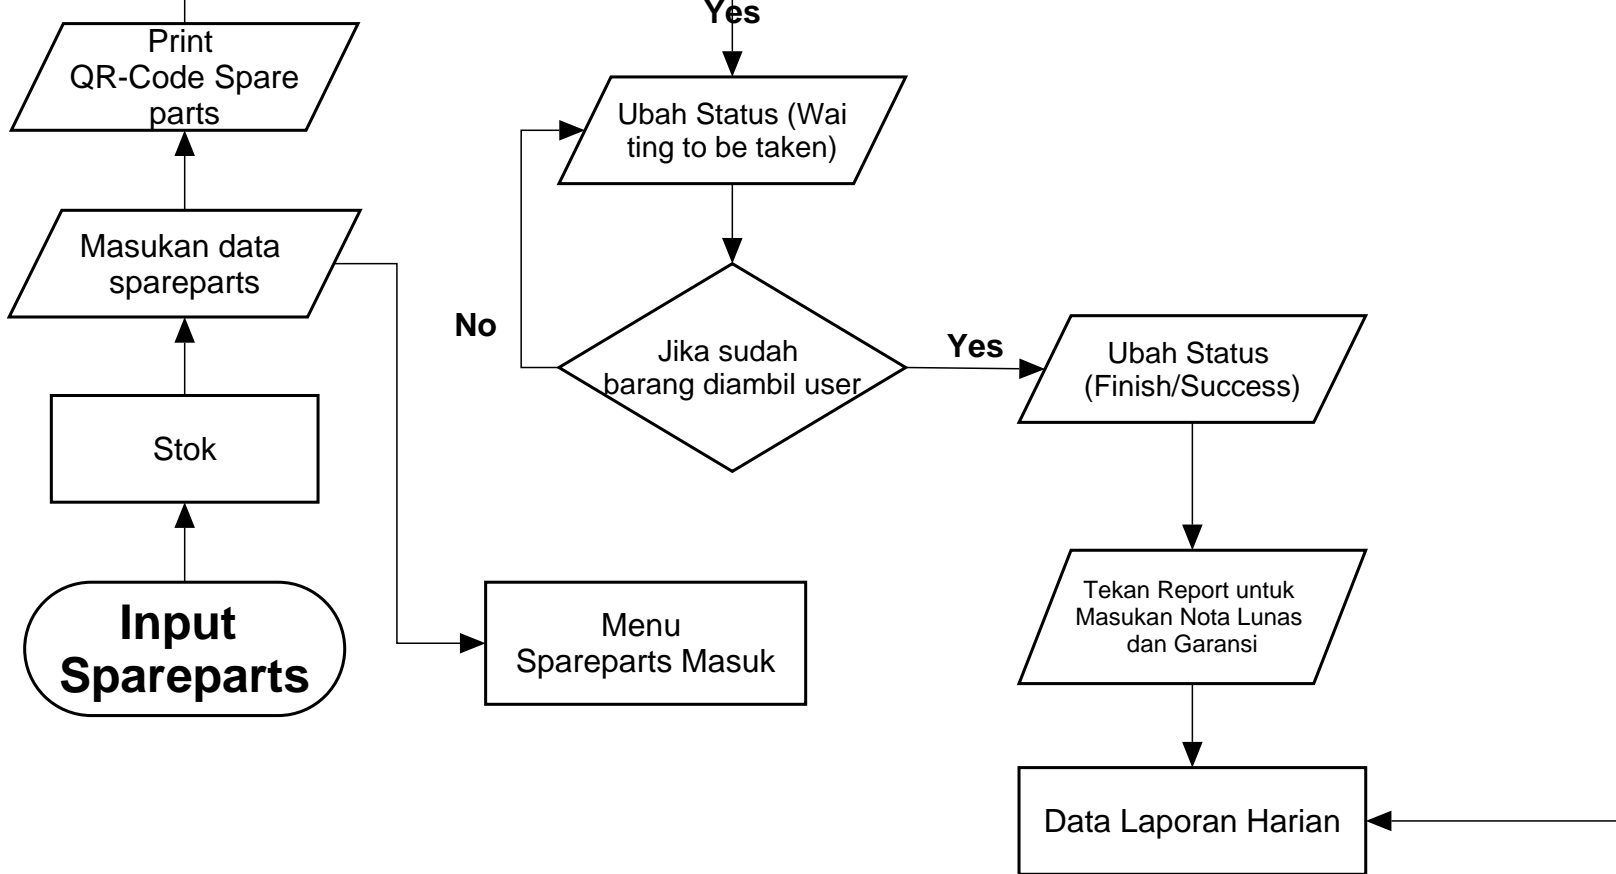 Yes
Print
QR-Code Spare
parts
Ubah Status (Wai
ting to be taken)
Masukan data
spareparts
No
Jika sudah
barang diambil user
Yes
Ubah Status
(Finish/Success)
Stok
Input
Spareparts
Menu
Spareparts Masuk
Tekan Report untuk
Masukan Nota Lunas
dan Garansi
Data Laporan Harian